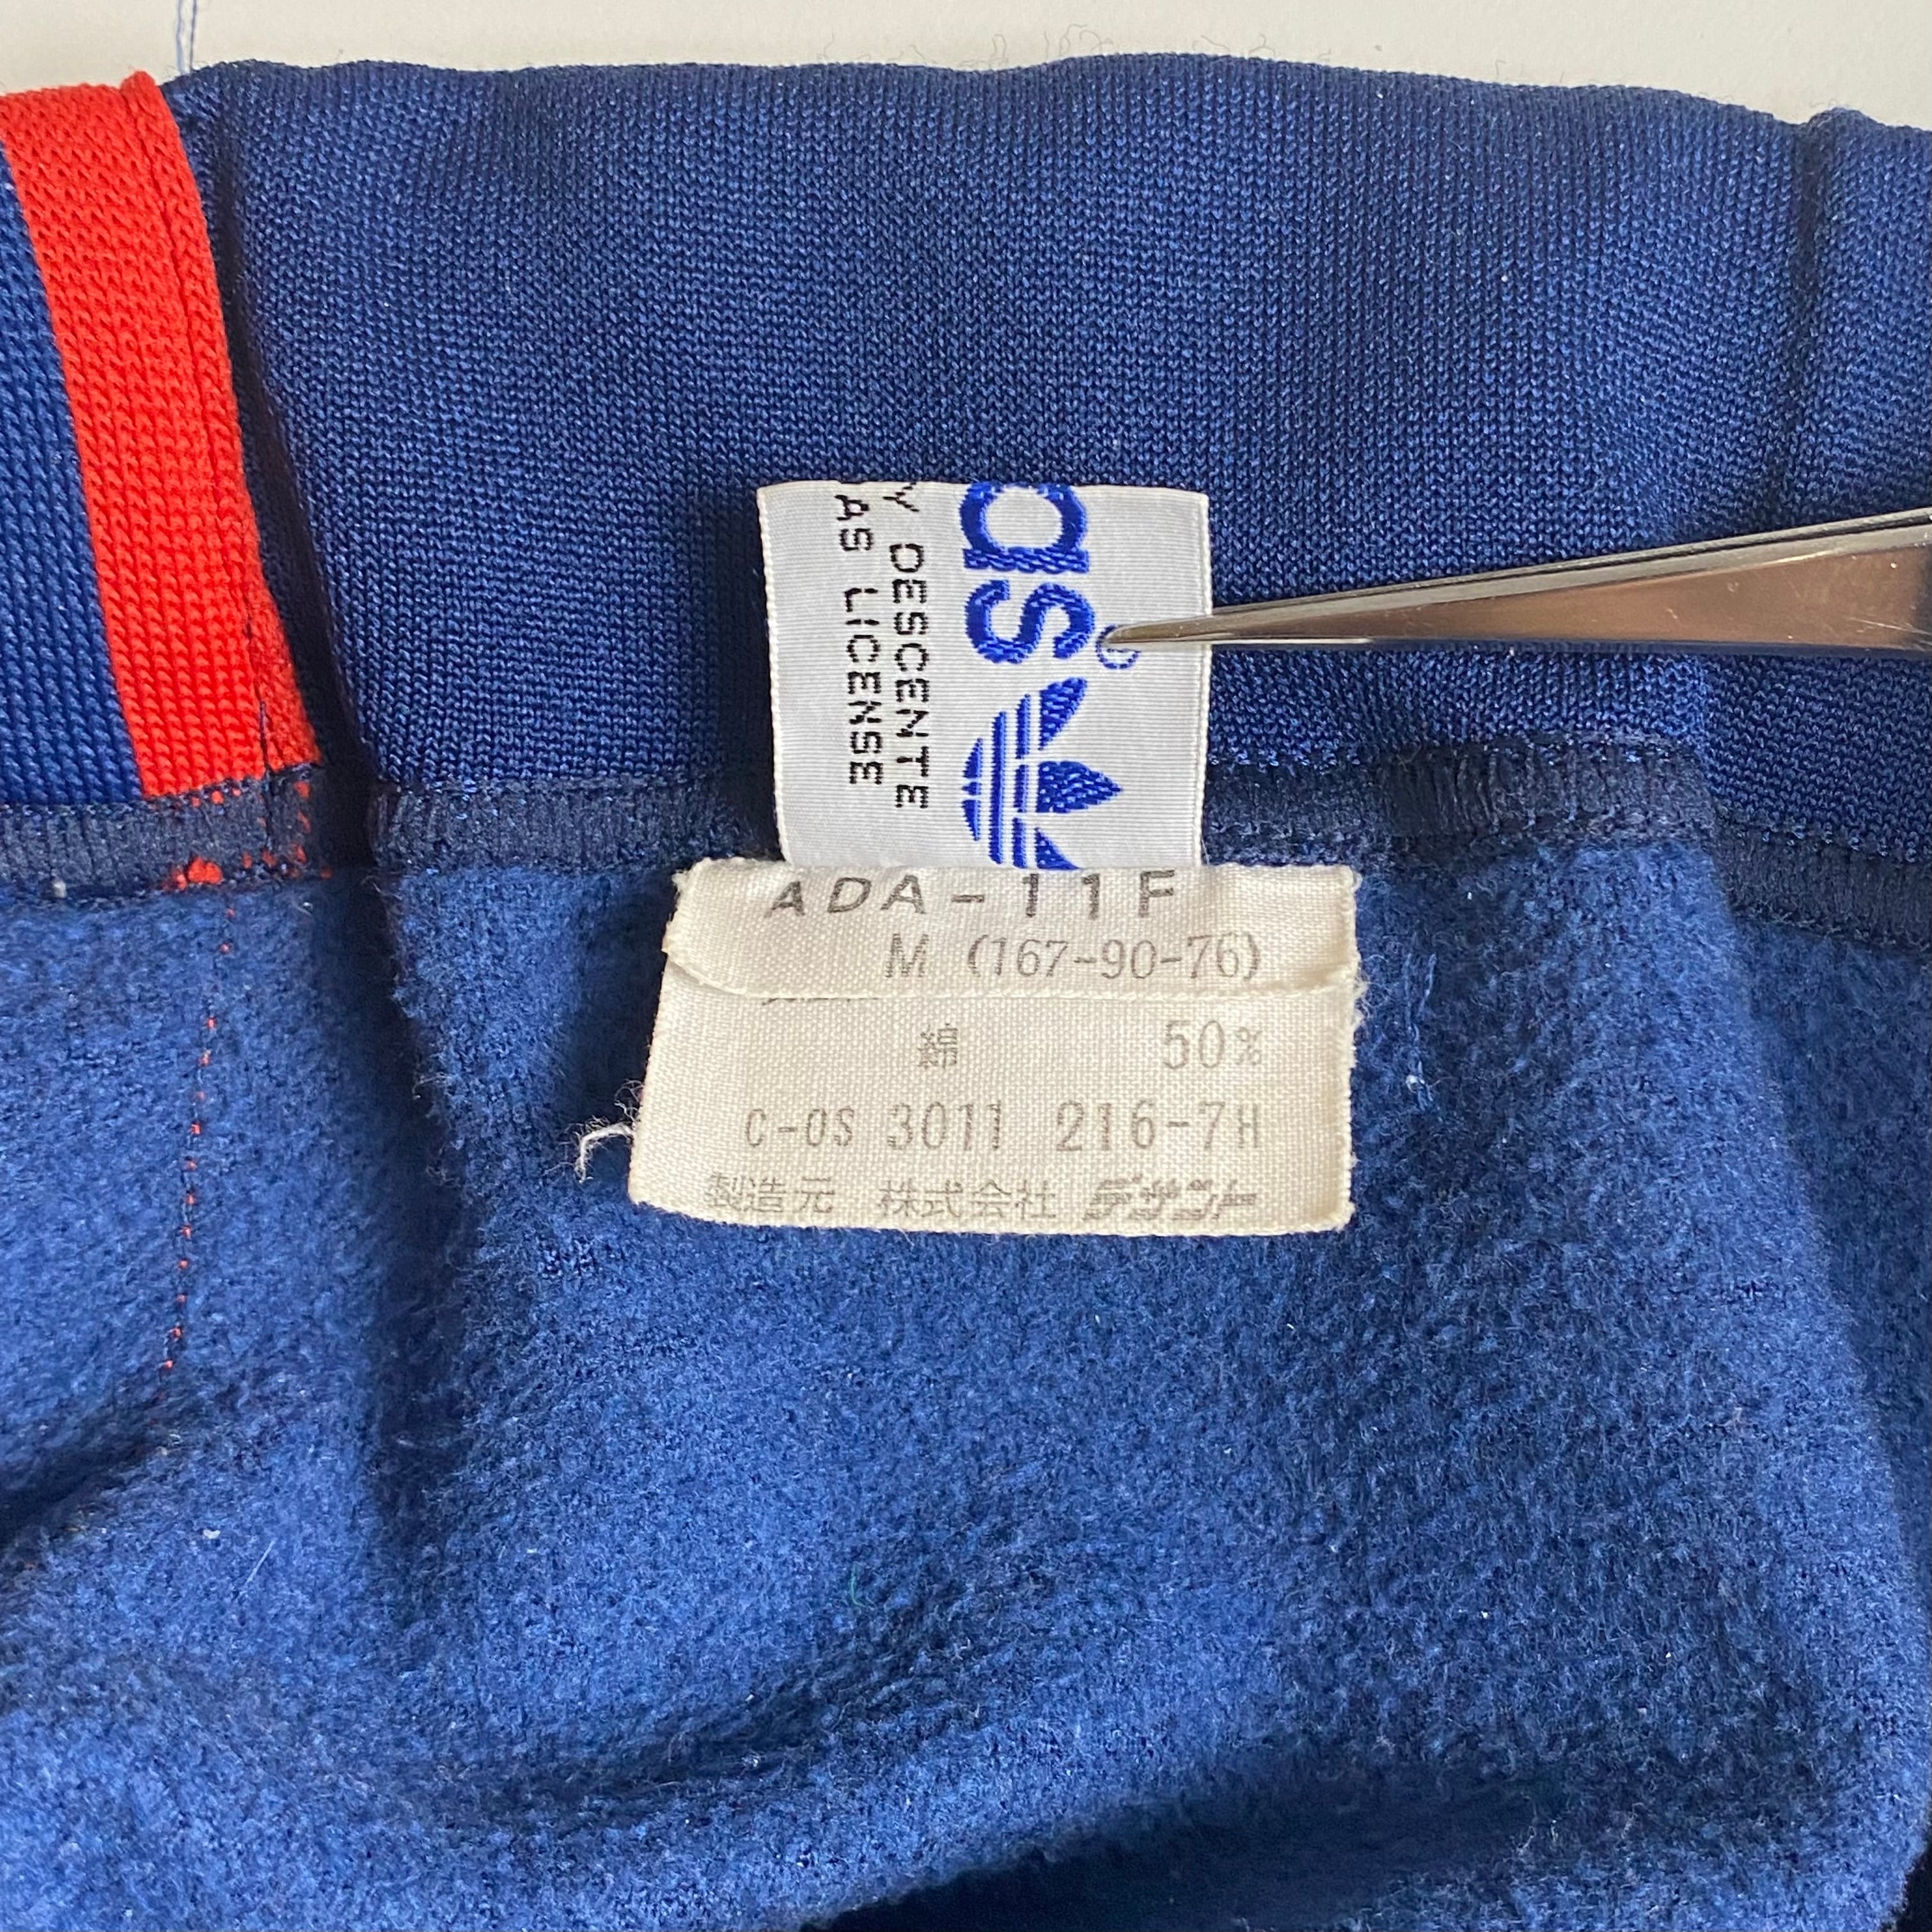 as®
Y DESCENTE
AS LICENSE
ADA-11F
M (167-90-76)
綿 50%
C-OS 3011 216-7H
製造元 株式会社 デサント